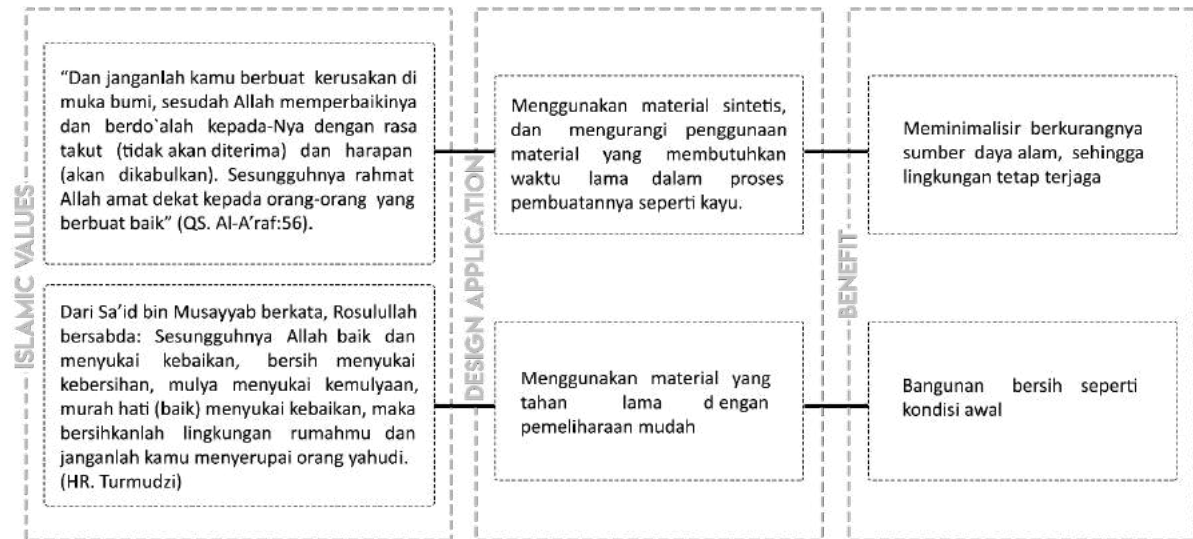 ISLAMIC VALUES
“Dan janganlah kamu berbuat kerusakan di
muka bumi, sesudah Allah memperbaikinya
dan berdo`alah kepada-Nya dengan rasa
takut (tidak akan diterima) dan harapan
(akan dikabulkan). Sesungguhnya rahmat
Allah amat dekat kepada orang-orang yang
berbuat baik” (QS. Al-A’raf:56).
Dari Sa’id bin Musayyab berkata, Rosulullah
bersabda: Sesungguhnya Allah baik dan
menyukai kebaikan, bersih menyukai
kebersihan, mulya menyukai kemulyaan,
murah hati (baik) menyukai kebaikan, maka
bersihkanlah lingkungan rumahmu dan
janganlah kamu menyerupai orang yahudi.
(HR. Turmudzi)
DESIGN APPLICATION
Menggunakan material sintetis,
dan mengurangi penggunaan
material yang membutuhkan
waktu lama dalam proses
pembuatannya seperti kayu.
Menggunakan material yang
tahan lama d engan
pemeliharaan mudah
BENEFIT
Meminimalisir berkurangnya
sumber daya alam, sehingga
lingkungan tetap terjaga
Bangunan bersih seperti
kondisi awal